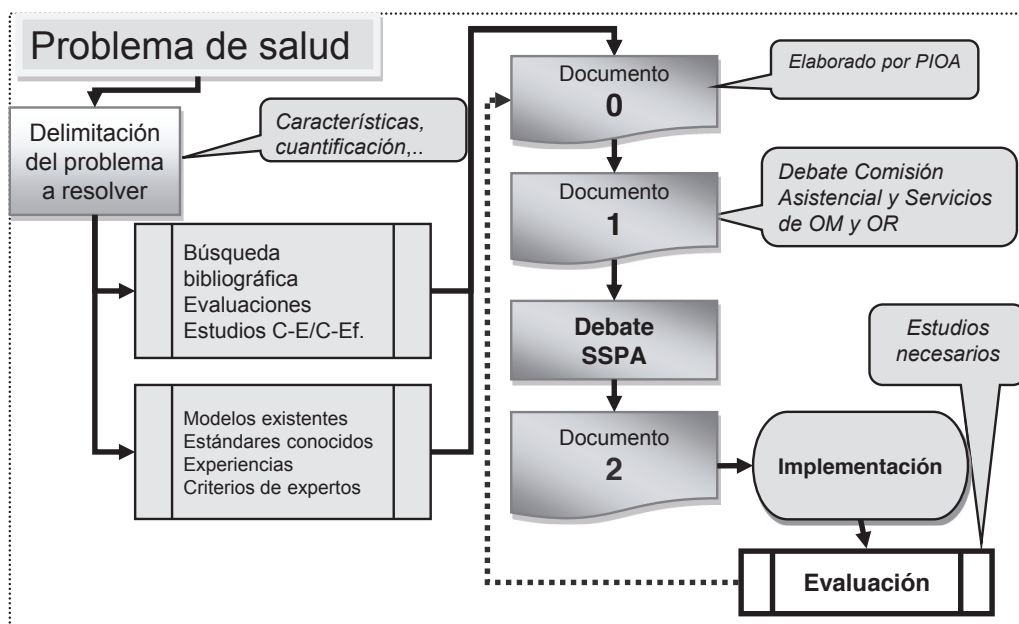 Problema de salud
Delimitación
del problema
a resolver
Características,
cuantificación,..
Búsqueda
bibliográfica
Evaluaciones
Estudios C-E/C-Ef.
Modelos existentes
Estándares conocidos
Experiencias
Criterios de expertos
Documento
0
Elaborado por PIOA
Documento
1
Debate Comisión
Asistencial y Servicios
de OM y OR
Debate
SSPA
Documento
2
Estudios
necesarios
Implementación
Evaluación